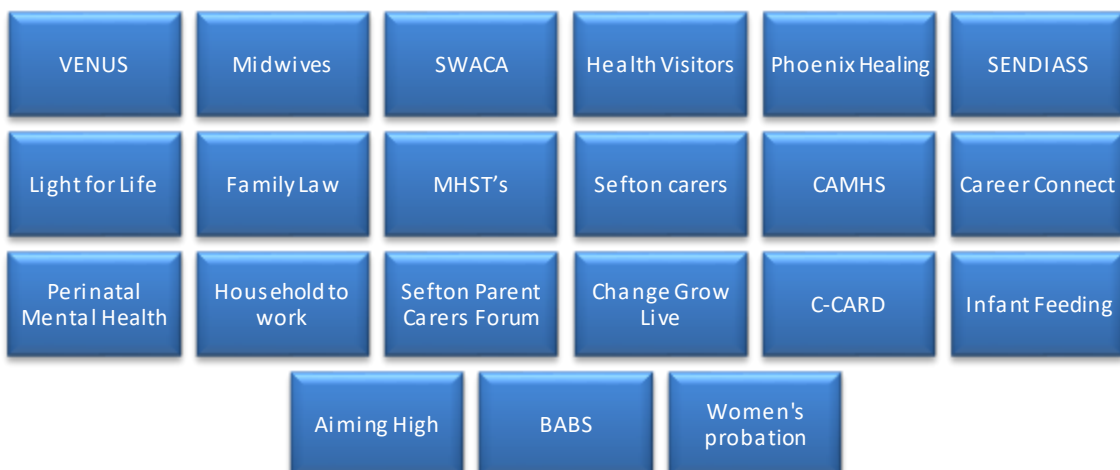 VENUS
Midwives
SWACA
Health Visitors
Phoenix Healing
SENDIASS
Light for Life
Family Law
MHST's
Sefton carers
CAMHS
Career Connect
Perinatal
Mental Health
Household to
work
Sefton Parent
Carers Forum
Change Grow
Live
C-CARD
Infant Feeding
Aiming High
BABS
Women's
probation